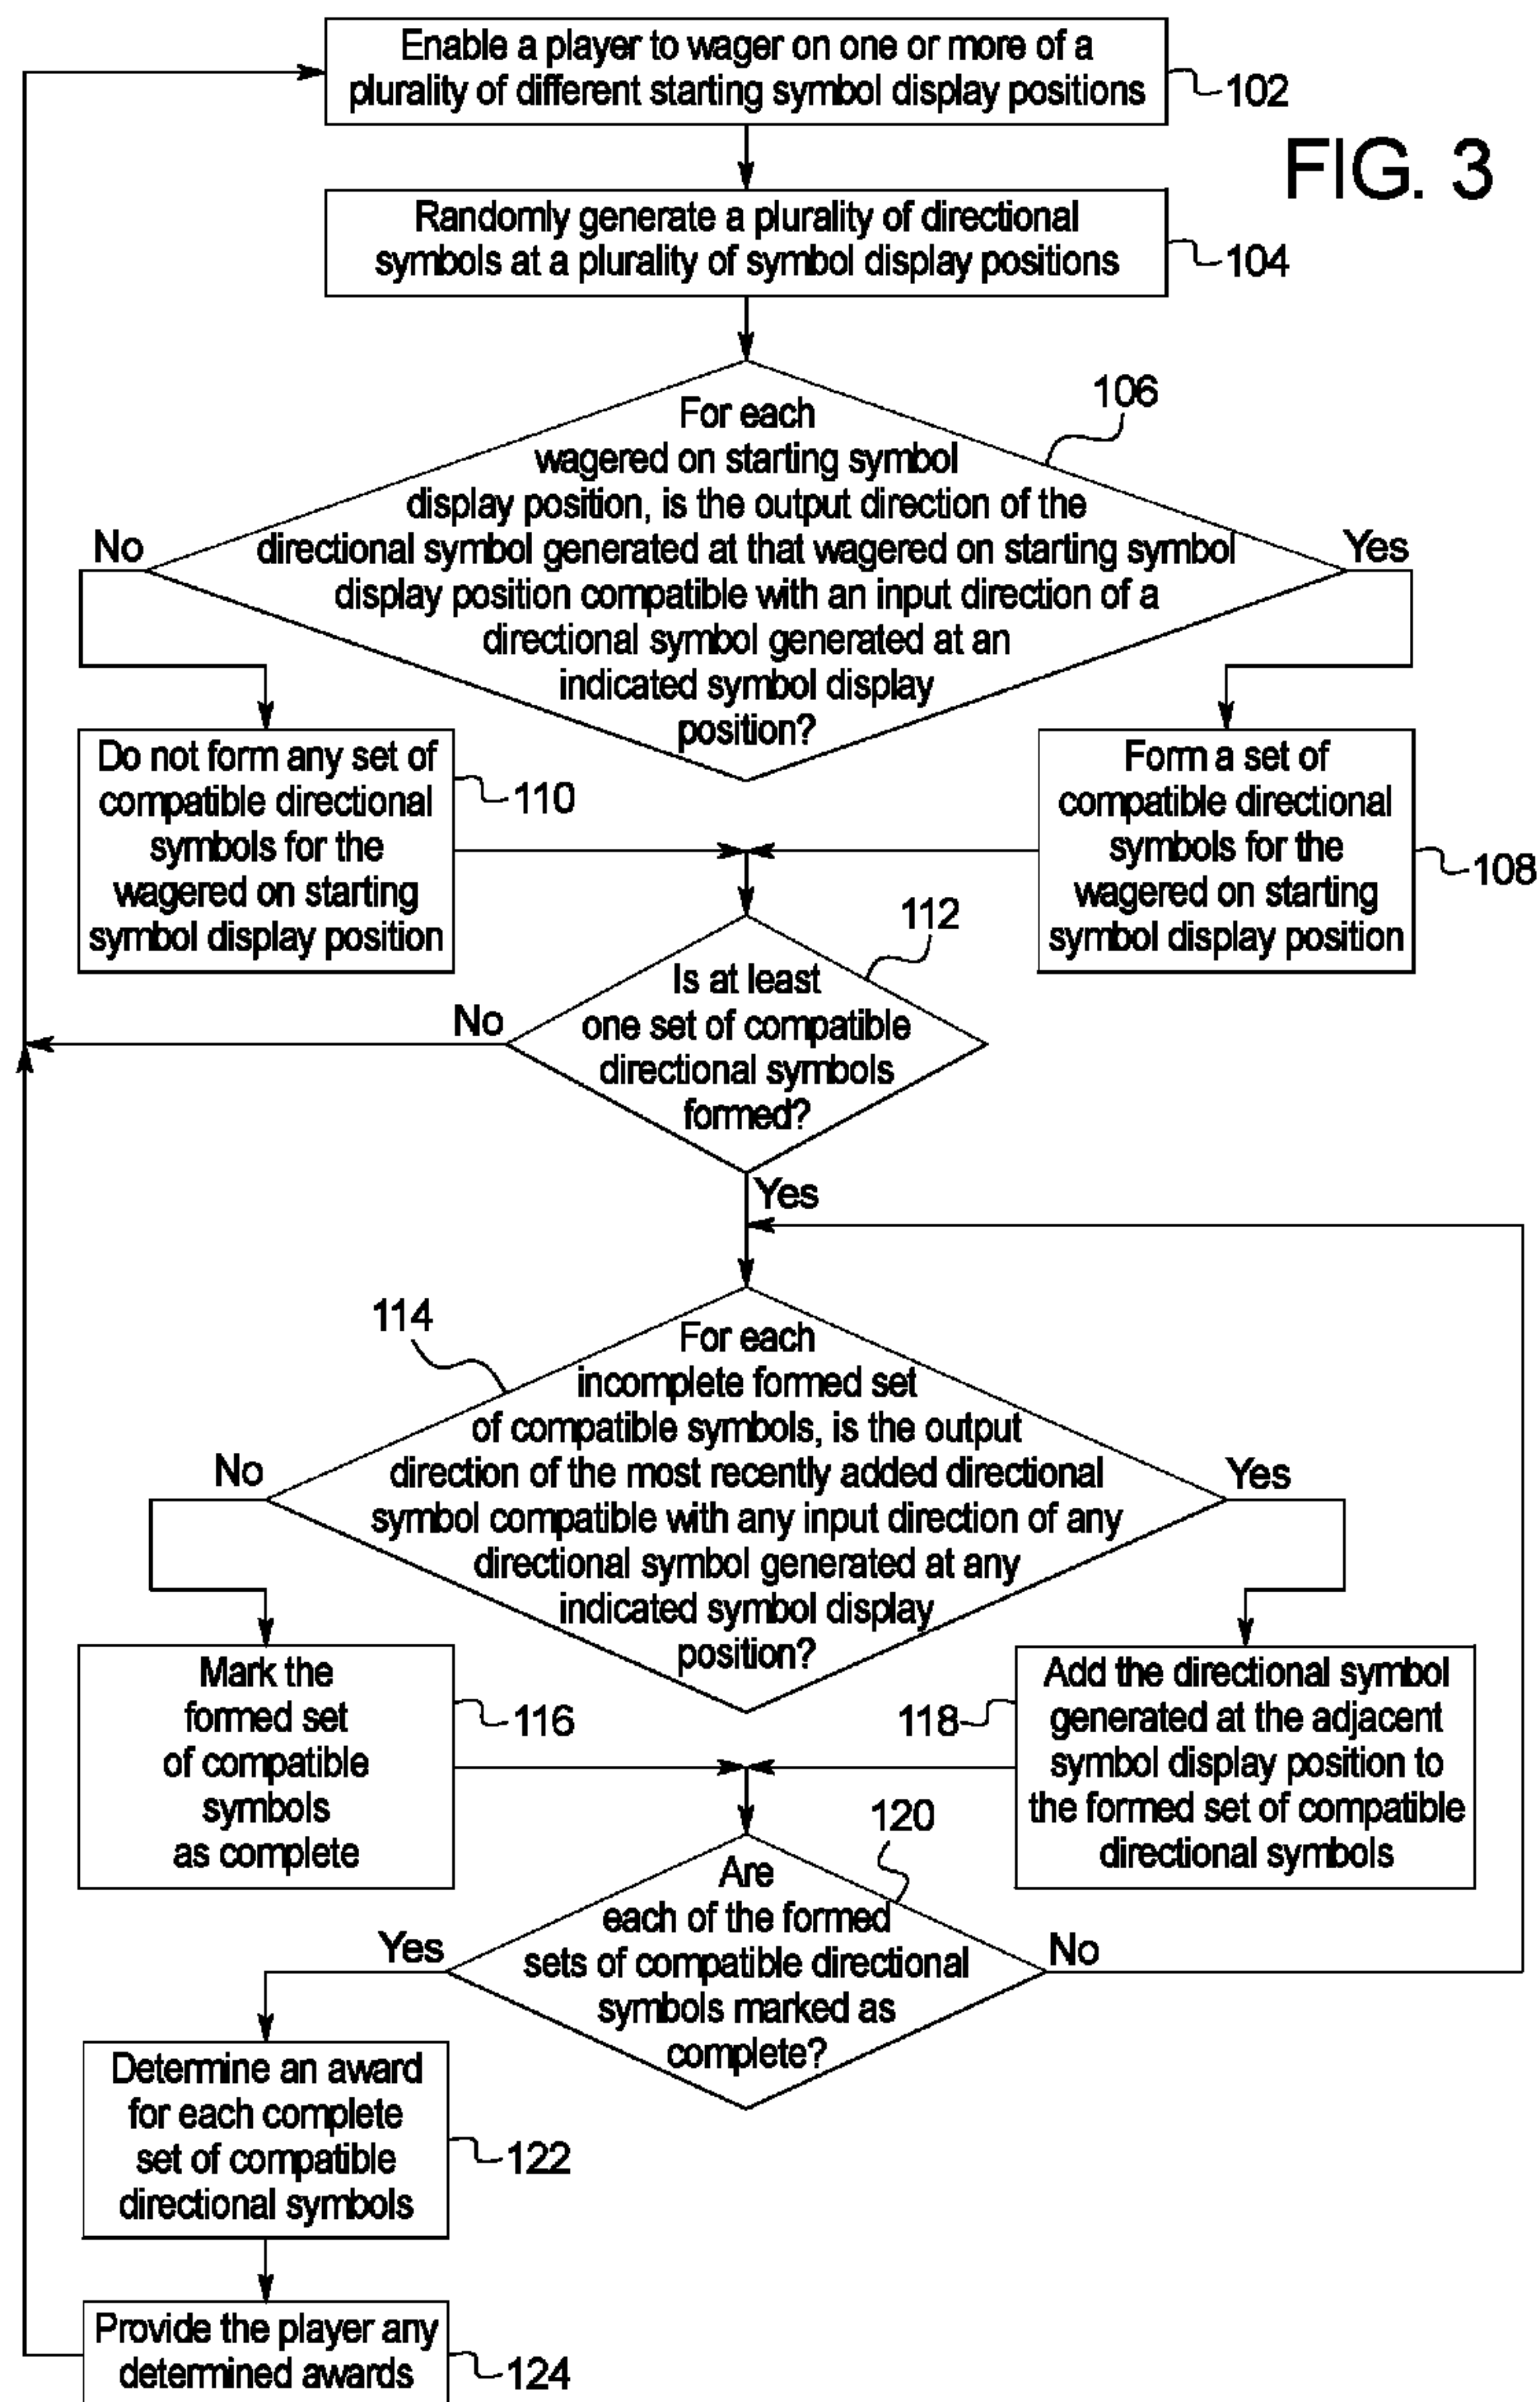 Enable a player to wager on one or more of a
plurality of different starting symbol display positions
102
FIG. 3
Randomly generate a plurality of directional
symbols at a plurality of symbol display positions
104
106
For each
wagered on starting symbol
display position, is the output direction of the
directional symbol generated at that wagered on starting symbol
display position compatible with an input direction of a
directional symbol generated at an
indicated symbol display
position?
No
Yes
Do not form any set of
compatible directional
symbols for the
wagered on starting
symbol display position
110
Form a set of
compatible directional
symbols for the
wagered on starting
symbol display position
108
112
Is at least
one set of compatible
directional symbols
formed?
No
Yes
114
For each
incomplete formed set
of compatible symbols, is the output
direction of the most recently added directional
symbol compatible with any input direction of any
directional symbol generated at any
indicated symbol display
position?
No
Yes
Mark the
formed set
of compatible
symbols
as complete
116
118
Add the directional symbol
generated at the adjacent
symbol display position to
the formed set of compatible
directional symbols
120
Are
each of the formed
sets of compatible directional
symbols marked as
complete?
Yes
No
Determine an award
for each complete
set of compatible
directional symbols
122
Provide the player any
determined awards
124